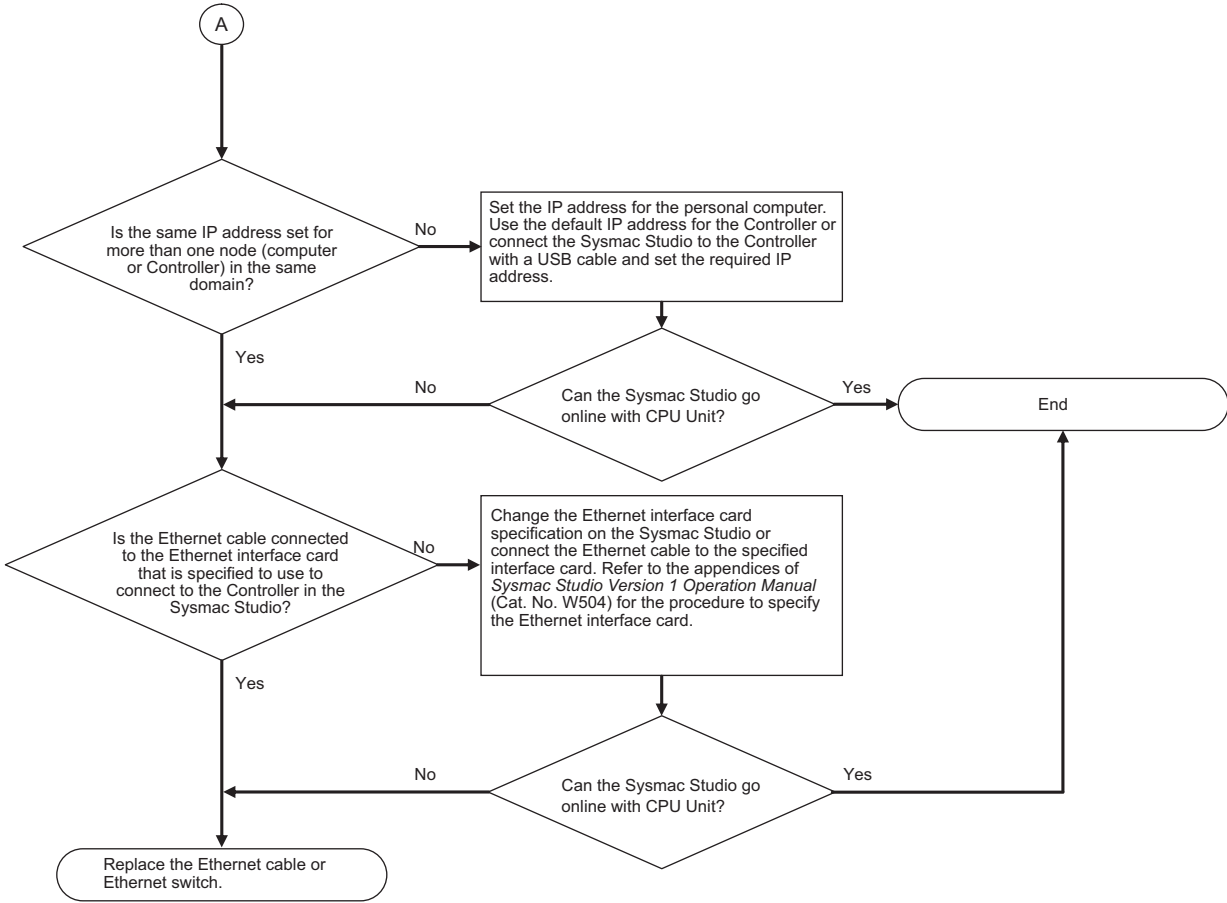 A
Is the same IP address set for
more than one node (computer
or Controller) in the same
domain?
No
Set the IP address for the personal computer.
Use the default IP address for the Controller or
connect the Sysmac Studio to the Controller
with a USB cable and set the required IP
address.
Yes
No
Can the Sysmac Studio go
online with CPU Unit?
Yes
End
Is the Ethernet cable connected
to the Ethernet interface card
that is specified to use to
connect to the Controller in the
Sysmac Studio?
No
Change the Ethernet interface card
specification on the Sysmac Studio or
connect the Ethernet cable to the specified
interface card. Refer to the appendices of
Sysmac Studio Version 1 Operation Manual
(Cat. No. W504) for the procedure to specify
the Ethernet interface card.
Yes
No
Can the Sysmac Studio go
online with CPU Unit?
Yes
Replace the Ethernet cable or
Ethernet switch.